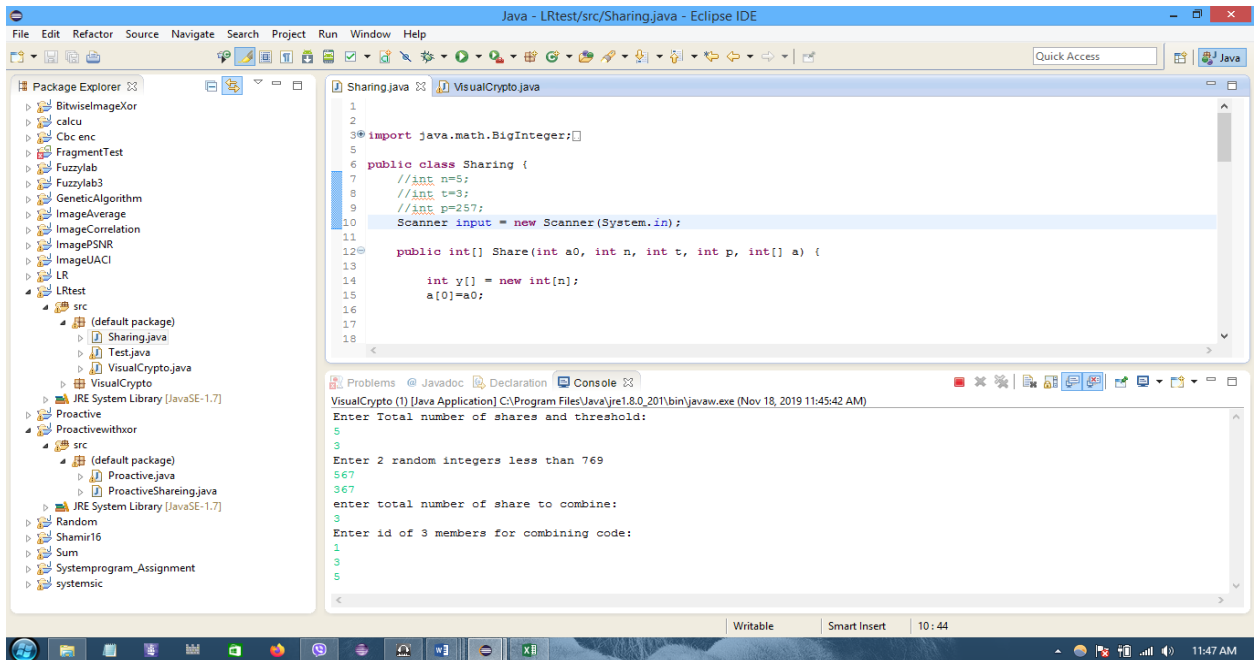 Java - LRtest/src/Sharing.java - Eclipse IDE
File Edit Refactor Source Navigate Search Project Run Window Help
Quick Access
Java
Package Explorer
BitwiseImageXor
calcu
Cbc enc
FragmentTest
Fuzzylab
Fuzzylab3
GeneticAlgorithm
ImageAverage
ImageCorrelation
ImagePSNR
ImageUACI
LR
LRtest
src
(default package)
Sharing.java
Test.java
VisualCrypto.java
VisualCrypto
JRE System Library [JavaSE-1.7]
Proactive
Proactivewithxor
src
(default package)
Proactive.java
ProactiveShareing.java
JRE System Library [JavaSE-1.7]
Random
Shamir16
Sum
Systemprogram_Assignment
systemsic
Sharing.java VisualCrypto.java
1
2
3 import java.math.BigInteger;
5
6 public class Sharing {
7 //int n=5;
8 //int t=3;
9 //int p=257;
10 Scanner input = new Scanner(System.in);
11
12 public int[] Share(int a0, int n, int t, int p, int[] a) {
13
14 int y[] = new int[n];
15 a[0]=a0;
16
17
18
Problems @ Javadoc Declaration Console
VisualCrypto (1) [Java Application] C:\Program Files\Java\jre1.8.0_201\bin\javaw.exe (Nov 18, 2019 11:45:42 AM)
Enter Total number of shares and threshold:
5
3
Enter 2 random integers less than 769
567
367
enter total number of share to combine:
3
Enter id of 3 members for combining code:
1
3
5
Writable Smart Insert 10 : 44
11:47 AM